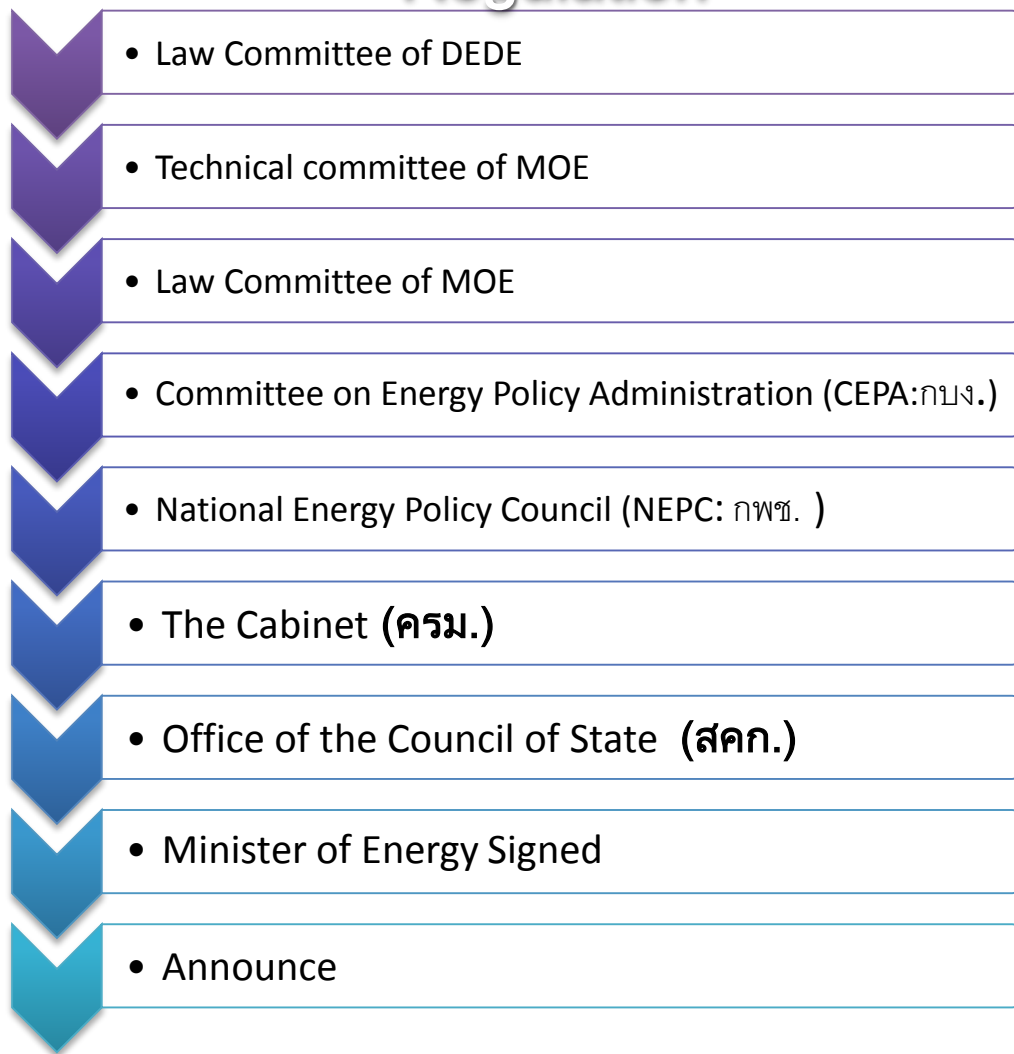 • Law Committee of DEDE
• Technical committee of MOE
• Law Committee of MOE
• Committee on Energy Policy Administration (CEPA:กบง.)
• National Energy Policy Council (NEPC: กพช. )
• The Cabinet (ครม.)
• Office of the Council of State (สคก.)
• Minister of Energy Signed
• Announce